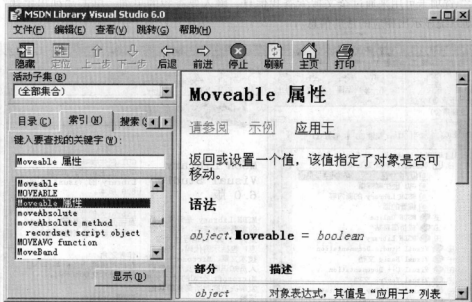 MSDN Library Visual Studio 6.0
文件(F) 编辑(E) 查看(V) 跳转(G) 帮助(H)
隐藏 定位 上一步 下一步 后退 前进 停止 刷新 主页 打印
活动子集(B)
(全部集合)
目录(C) 索引(N) 搜索(
键入要查找的关键字(W):
Moveable 属性
Moveable
MOVEABLE
Moveable 属性
moveAbsolute
moveAbsolute method
recordset script object
MOVEAVG function
MoveBand
显示(D)
Moveable 属性
请参阅 示例 应用于
返回或设置一个值，该值指定了对象是否可
移动。
语法
object.Moveable = boolean
部分 描述
object 对象表达式，其值是“应用于”列表